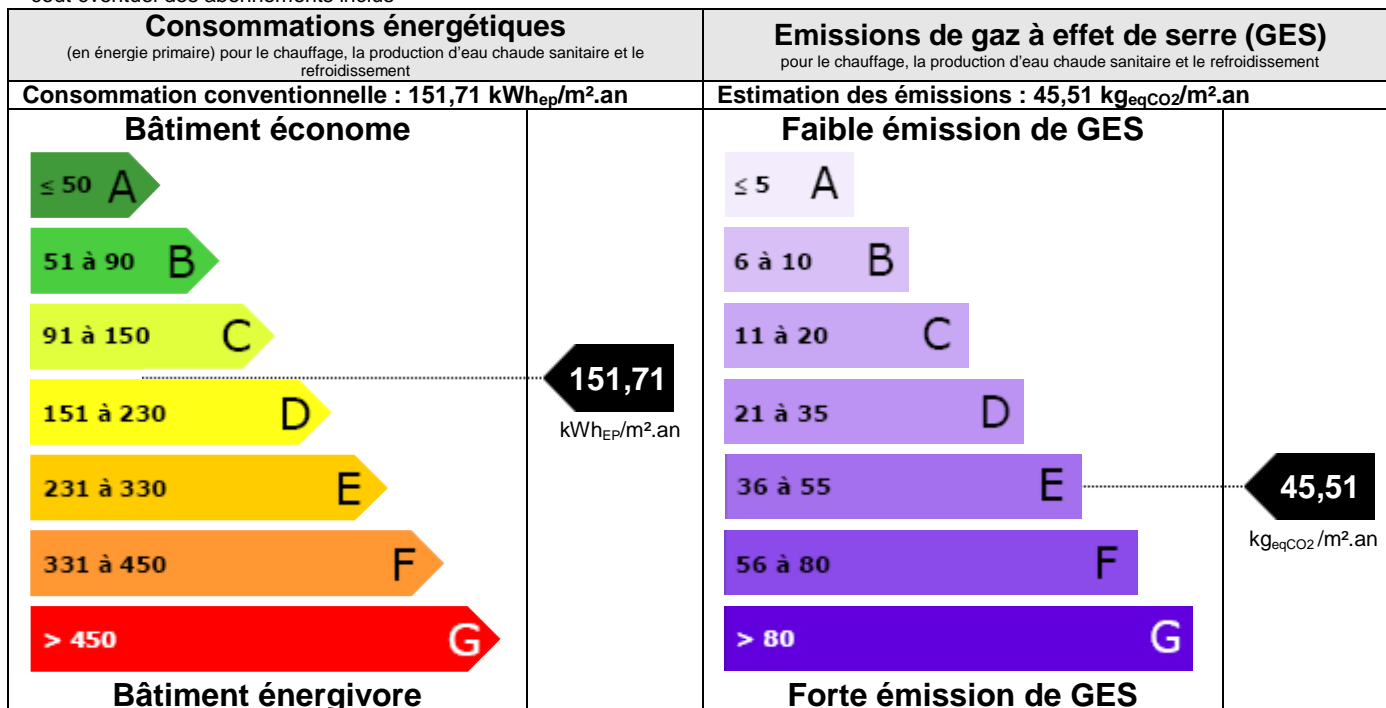 coût éventuel des abonnements inclus
Consommations énergétiques
(en énergie primaire) pour le chauffage, la production d'eau chaude sanitaire et le
refroidissement
Consommation conventionnelle : 151,71 kWhep/m².an
Bâtiment économe
≤ 50 A
51 à 90 B
91 à 150 C
151 à 230 D
231 à 330 E
331 à 450 F
> 450 G
151,71
kWhEP/m².an
Bâtiment énergivore
Emissions de gaz à effet de serre (GES)
pour le chauffage, la production d'eau chaude sanitaire et le refroidissement
Estimation des émissions : 45,51 kgeqCO2/m².an
Faible émission de GES
≤ 5 A
6 à 10 B
11 à 20 C
21 à 35 D
36 à 55 E
56 à 80 F
> 80 G
45,51
kgeqCO2/m².an
Forte émission de GES